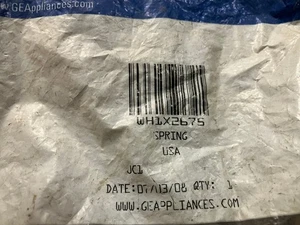 w.GEAppliances.com
WH1X2675
SPRING
USA
JC1
DATE:07/13/08 QTY: 1
WWW.GEAPPLIANCES.COM